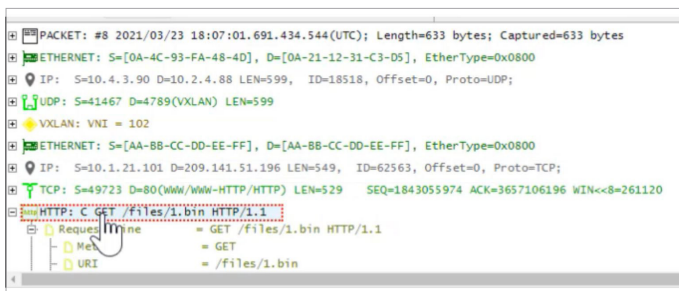 PACKET: #8 2021/03/23 18:07:01.691.434.544(UTC); Length=633 bytes; Captured=633 bytes
ETHERNET: S=[0A-4C-93-FA-48-4D], D=[0A-21-12-31-C3-D5], EtherType=0x0800
IP: S=10.4.3.90 D=10.2.4.88 LEN=599, ID=18518, Offset=0, Proto=UDP;
UDP: S=41467 D=4789(VXLAN) LEN=599
VXLAN: VNI = 102
ETHERNET: S=[AA-BB-CC-DD-EE-FF], D=[AA-BB-CC-DD-EE-FF], EtherType=0x0800
IP: S=10.1.21.101 D=209.141.51.196 LEN=549, ID=62563, Offset=0, Proto=TCP;
TCP: S=49723 D=80(WWW/WWW-HTTP/HTTP) LEN=529 SEQ=1843055974 ACK=3657106196 WIN<<8=261120
HTTP: C GET /files/1.bin HTTP/1.1
= GET /files/1.bin HTTP/1.1
= GET
URI = /files/1.bin